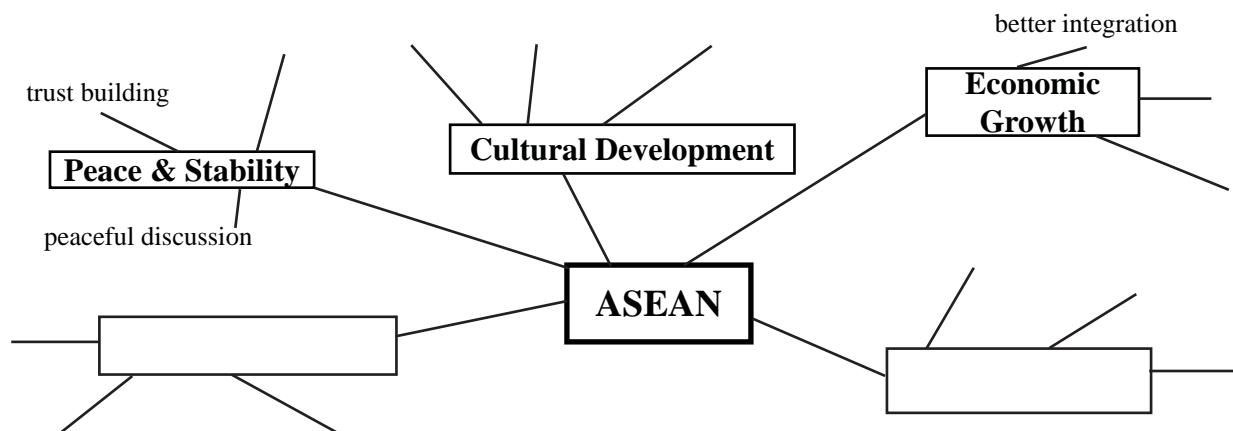 better integration
Economic
Growth
trust building
Cultural Development
Peace & Stability
peaceful discussion
ASEAN